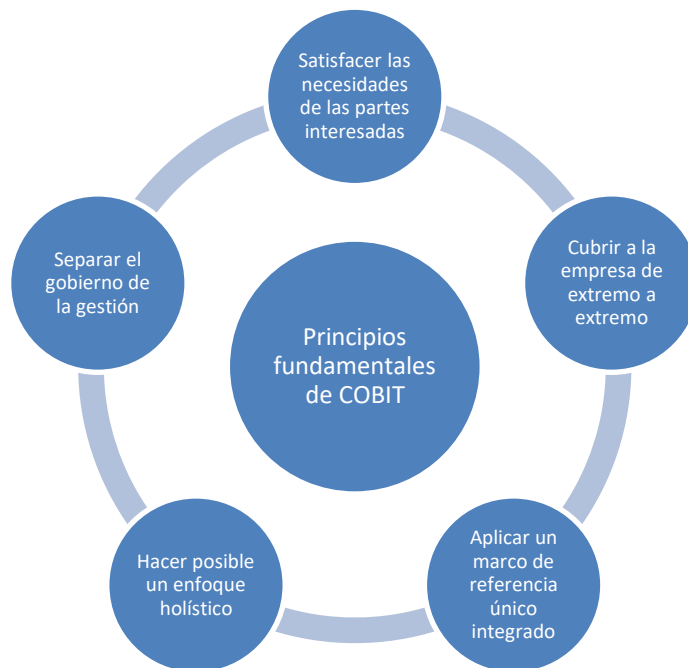 Satisfacer las
necesidades
de las partes
interesadas
Cubrir a la
empresa de
extremo a
extremo
Aplicar un
marco de
referencia
único
integrado
Hacer posible
un enfoque
holístico
Separar el
gobierno de
la gestión
Principios
fundamentales
de COBIT